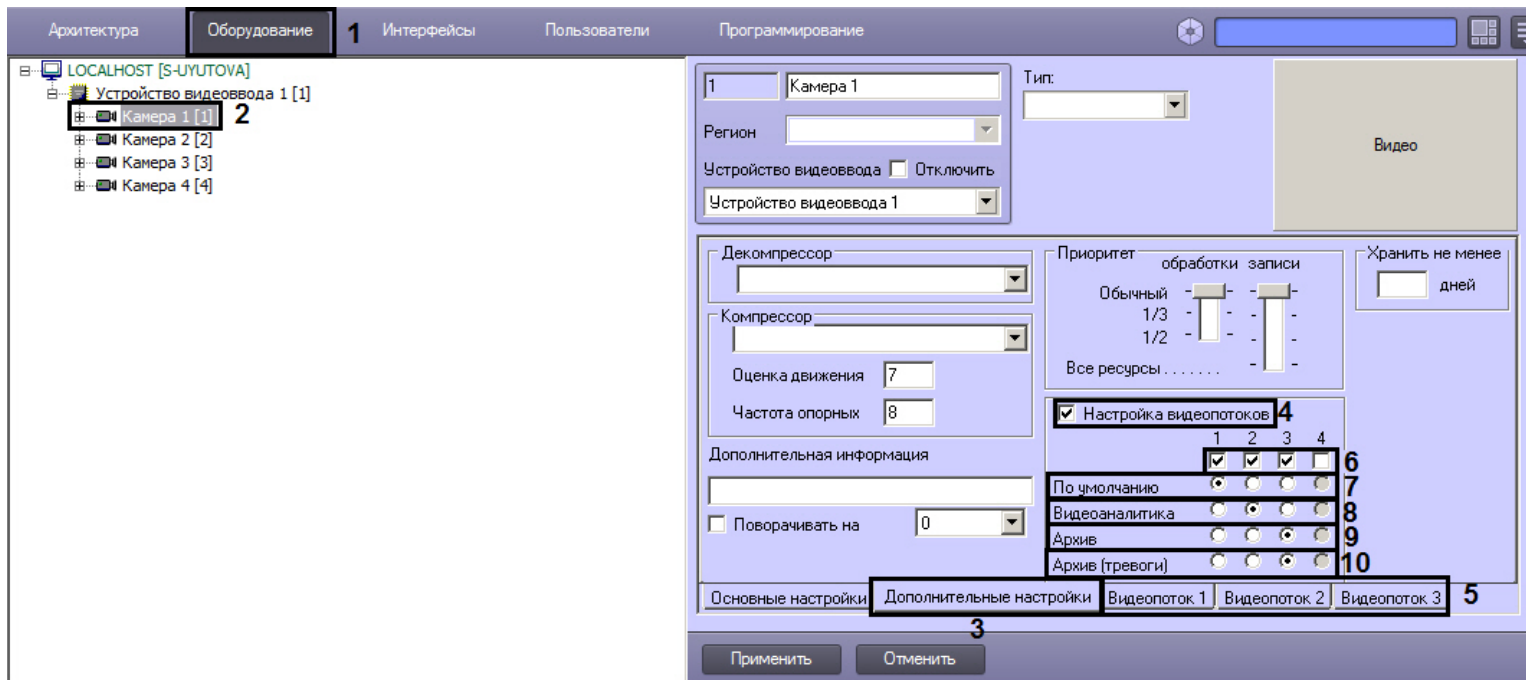 Архитектура Оборудование 1 Интерфейсы Пользователи Программирование
LOCALHOST [S-UYUTOVA]
Устройство видеоввода 1 [1]
Камера 1 [1] 2
Камера 2 [2]
Камера 3 [3]
Камера 4 [4]
1 Камера 1 Тип:
Регион
Видео
Устройство видеоввода Отключить
Устройство видеоввода 1
Декомпрессор
Компрессор
Оценка движения 7
Частота опорных 8
Дополнительная информация
Поворачивать на 0
Приоритет
обработки записи
Обычный
1/3
1/2
Все ресурсы . . . . . . .
Хранить не менее
дней
Настройка видеопотоков 4
1 2 3 4
6
По умолчанию 7
Видеоаналитика 8
Архив 9
Архив (тревоги) 10
Основные настройки Дополнительные настройки Видеопоток 1 Видеопоток 2 Видеопоток 3 5
3
Применить Отменить